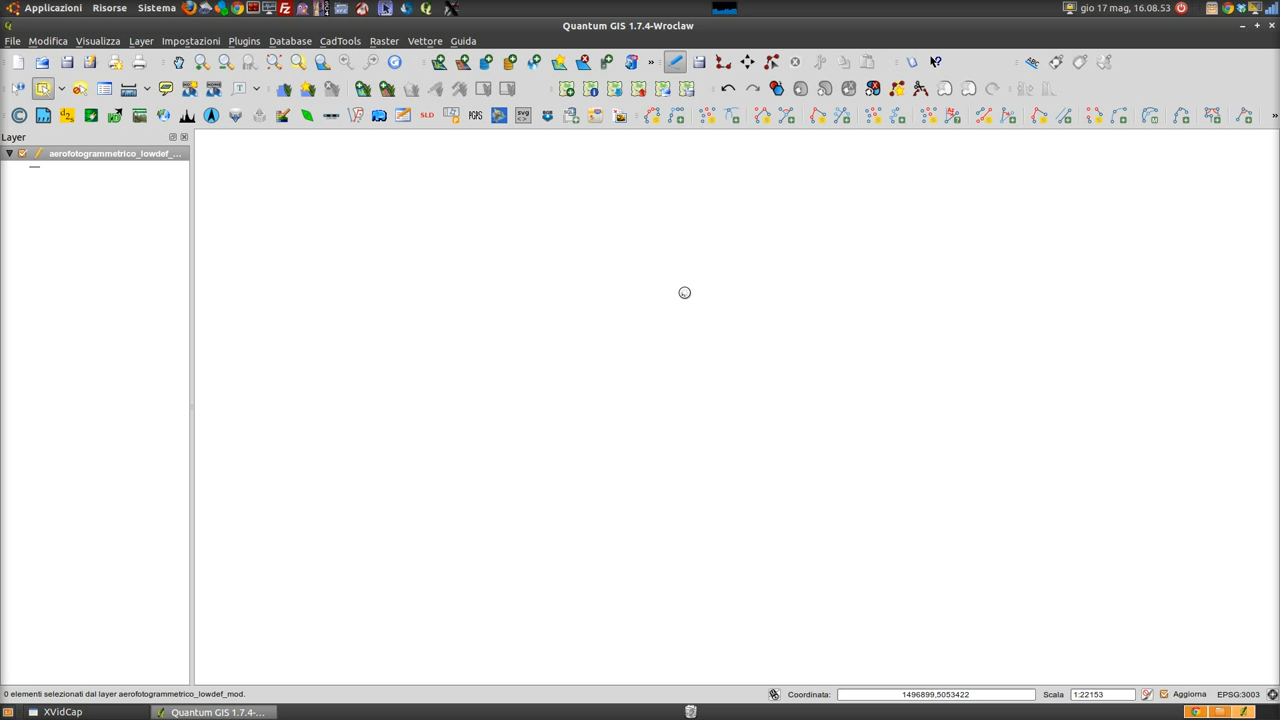 Applicazioni Risorse Sistema gio 17 mag, 16.08.53
Quantum GIS 1.7.4-Wroclaw
File Modifica Visualizza Layer Impostazioni Plugins Database CadTools Raster Vettore Guida
SLD
svg
Layer
aerofotogrammetrico_lowdef_...
0 elementi selezionati dal layer aerofotogrammetrico_lowdef_mod. Coordinata: 1496899,5053422 Scala 1:22153 Aggiorna EPSG:3003
XVidCap Quantum GIS 1.7.4-...